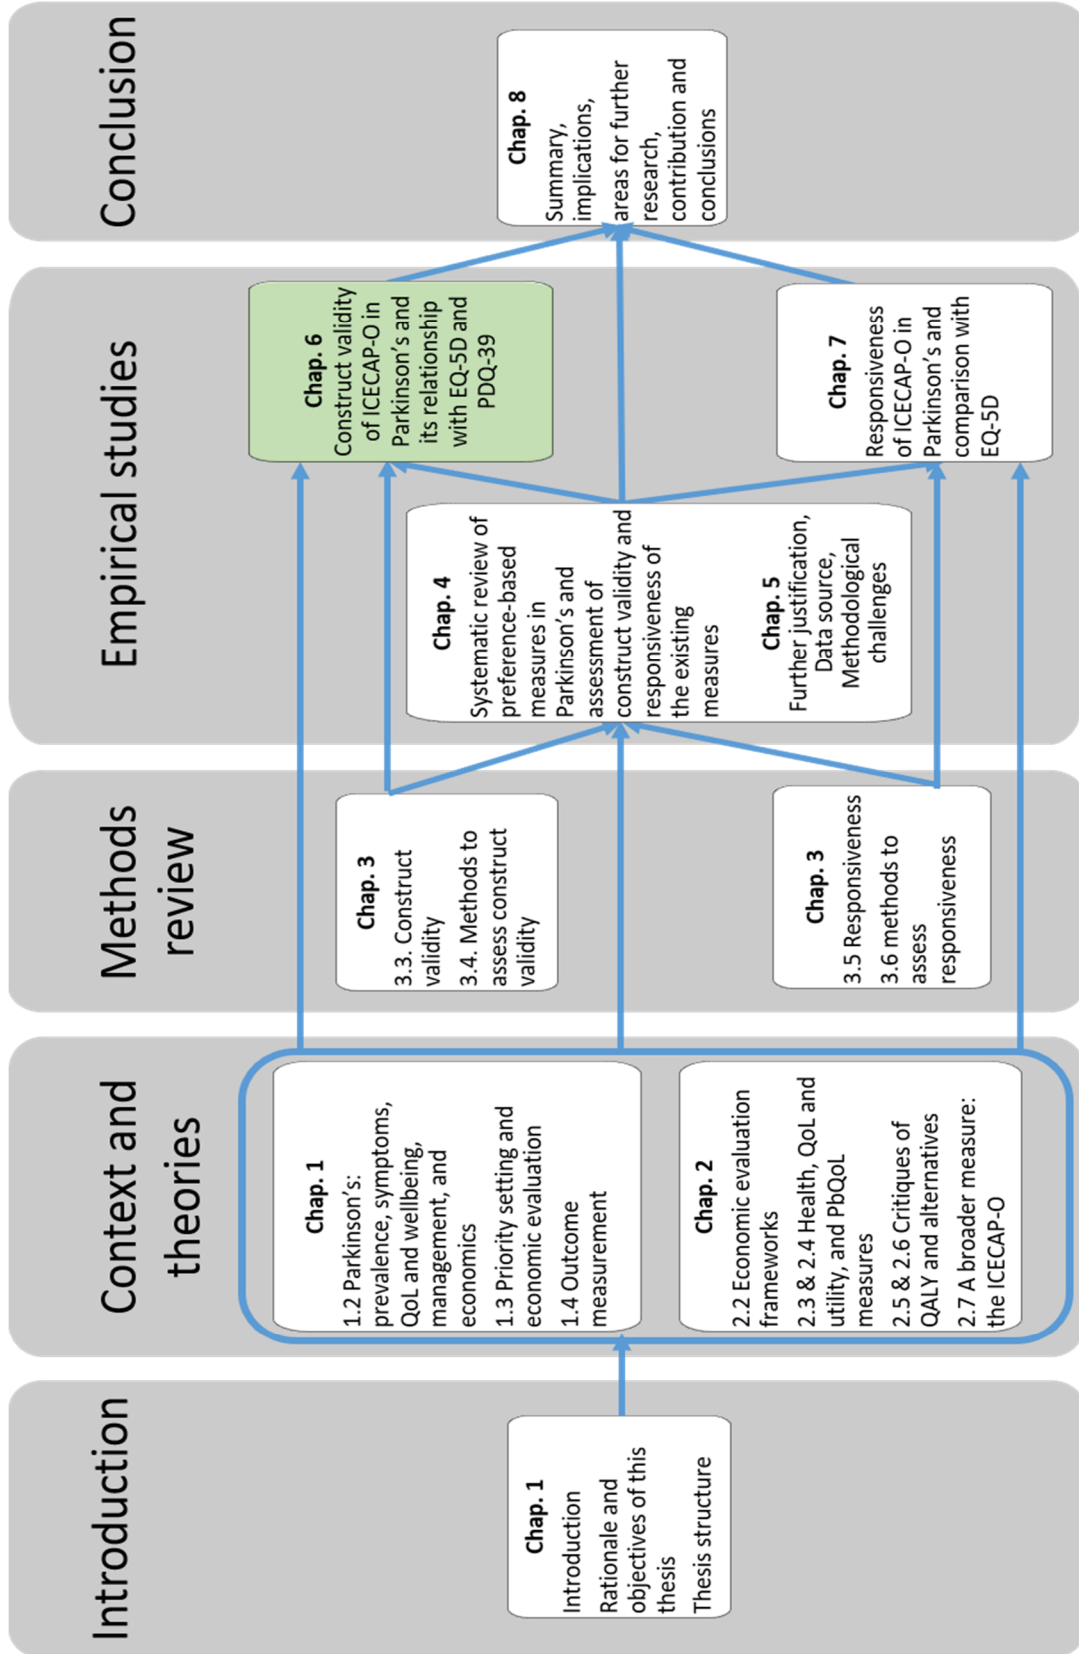 Introduction
Chap. 1
Introduction
Rationale and
objectives of this
thesis
Thesis structure
Context and
theories
Chap. 1
1.2 Parkinson's:
prevalence, symptoms,
QoL and wellbeing,
management, and
economics
1.3 Priority setting and
economic evaluation
1.4 Outcome
measurement
Chap. 2
2.2 Economic evaluation
frameworks
2.3 & 2.4 Health, QoL and
utility, and PbQoL
measures
2.5 & 2.6 Critiques of
QALY and alternatives
2.7 A broader measure:
the ICECAP-O
Methods
review
Chap. 3
3.3. Construct
validity
3.4. Methods to
assess construct
validity
Chap. 3
3.5 Responsiveness
3.6 methods to
assess
responsiveness
Empirical studies
Chap. 4
Systematic review of
preference-based
measures in
Parkinson's and
assessment of
construct validity and
responsiveness of
the existing
measures
Chap. 5
Further justification,
Data source,
Methodological
challenges
Chap. 6
Construct validity
of ICECAP-O in
Parkinson's and
its relationship
with EQ-5D and
PDQ-39
Chap. 7
Responsiveness
of ICECAP-O in
Parkinson's and
comparison with
EQ-5D
Conclusion
Chap. 8
Summary,
implications,
areas for further
research,
contribution and
conclusions